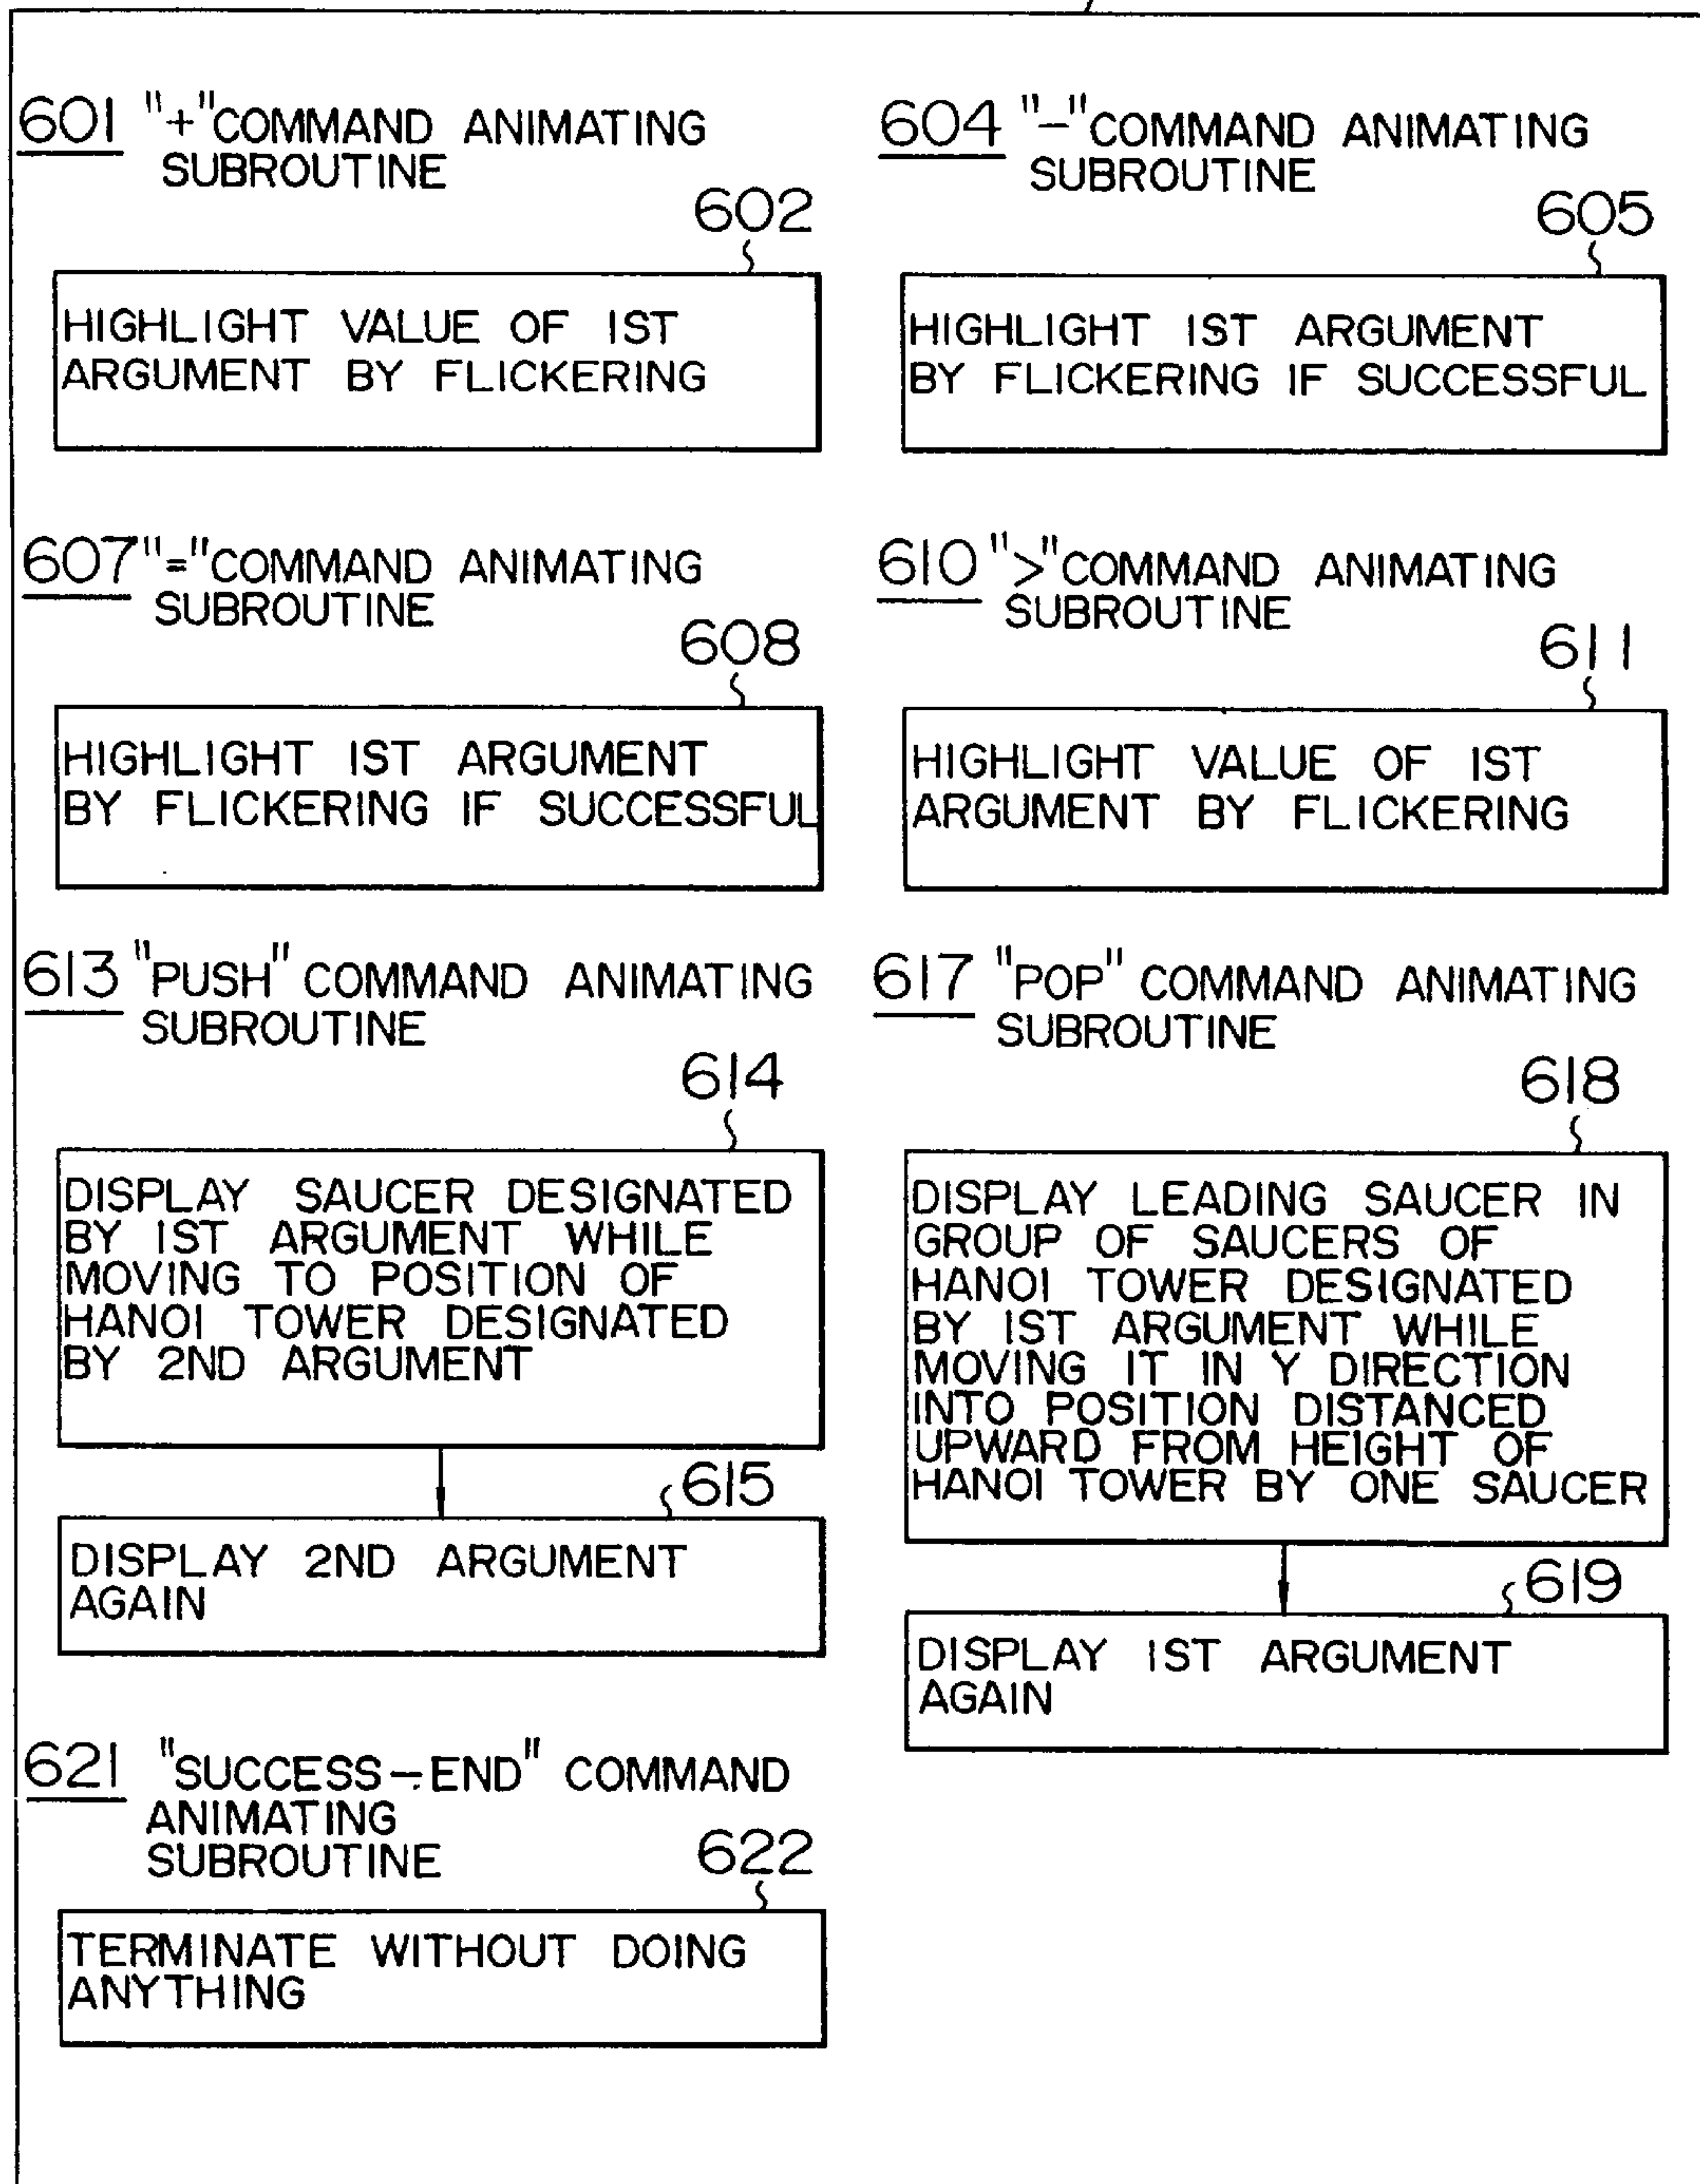 601 "+"COMMAND ANIMATING
SUBROUTINE
602
HIGHLIGHT VALUE OF 1ST
ARGUMENT BY FLICKERING
604 "-"COMMAND ANIMATING
SUBROUTINE
605
HIGHLIGHT 1ST ARGUMENT
BY FLICKERING IF SUCCESSFUL
607 "="COMMAND ANIMATING
SUBROUTINE
608
HIGHLIGHT 1ST ARGUMENT
BY FLICKERING IF SUCCESSFUL
610 ">"COMMAND ANIMATING
SUBROUTINE
611
HIGHLIGHT VALUE OF 1ST
ARGUMENT BY FLICKERING
613 "PUSH" COMMAND ANIMATING
SUBROUTINE
614
DISPLAY SAUCER DESIGNATED
BY 1ST ARGUMENT WHILE
MOVING TO POSITION OF
HANOI TOWER DESIGNATED
BY 2ND ARGUMENT
615
DISPLAY 2ND ARGUMENT
AGAIN
617 "POP" COMMAND ANIMATING
SUBROUTINE
618
DISPLAY LEADING SAUCER IN
GROUP OF SAUCERS OF
HANOI TOWER DESIGNATED
BY 1ST ARGUMENT WHILE
MOVING IT IN Y DIRECTION
INTO POSITION DISTANCED
UPWARD FROM HEIGHT OF
HANOI TOWER BY ONE SAUCER
619
DISPLAY 1ST ARGUMENT
AGAIN
621 "SUCCESS-END" COMMAND
ANIMATING
SUBROUTINE
622
TERMINATE WITHOUT DOING
ANYTHING